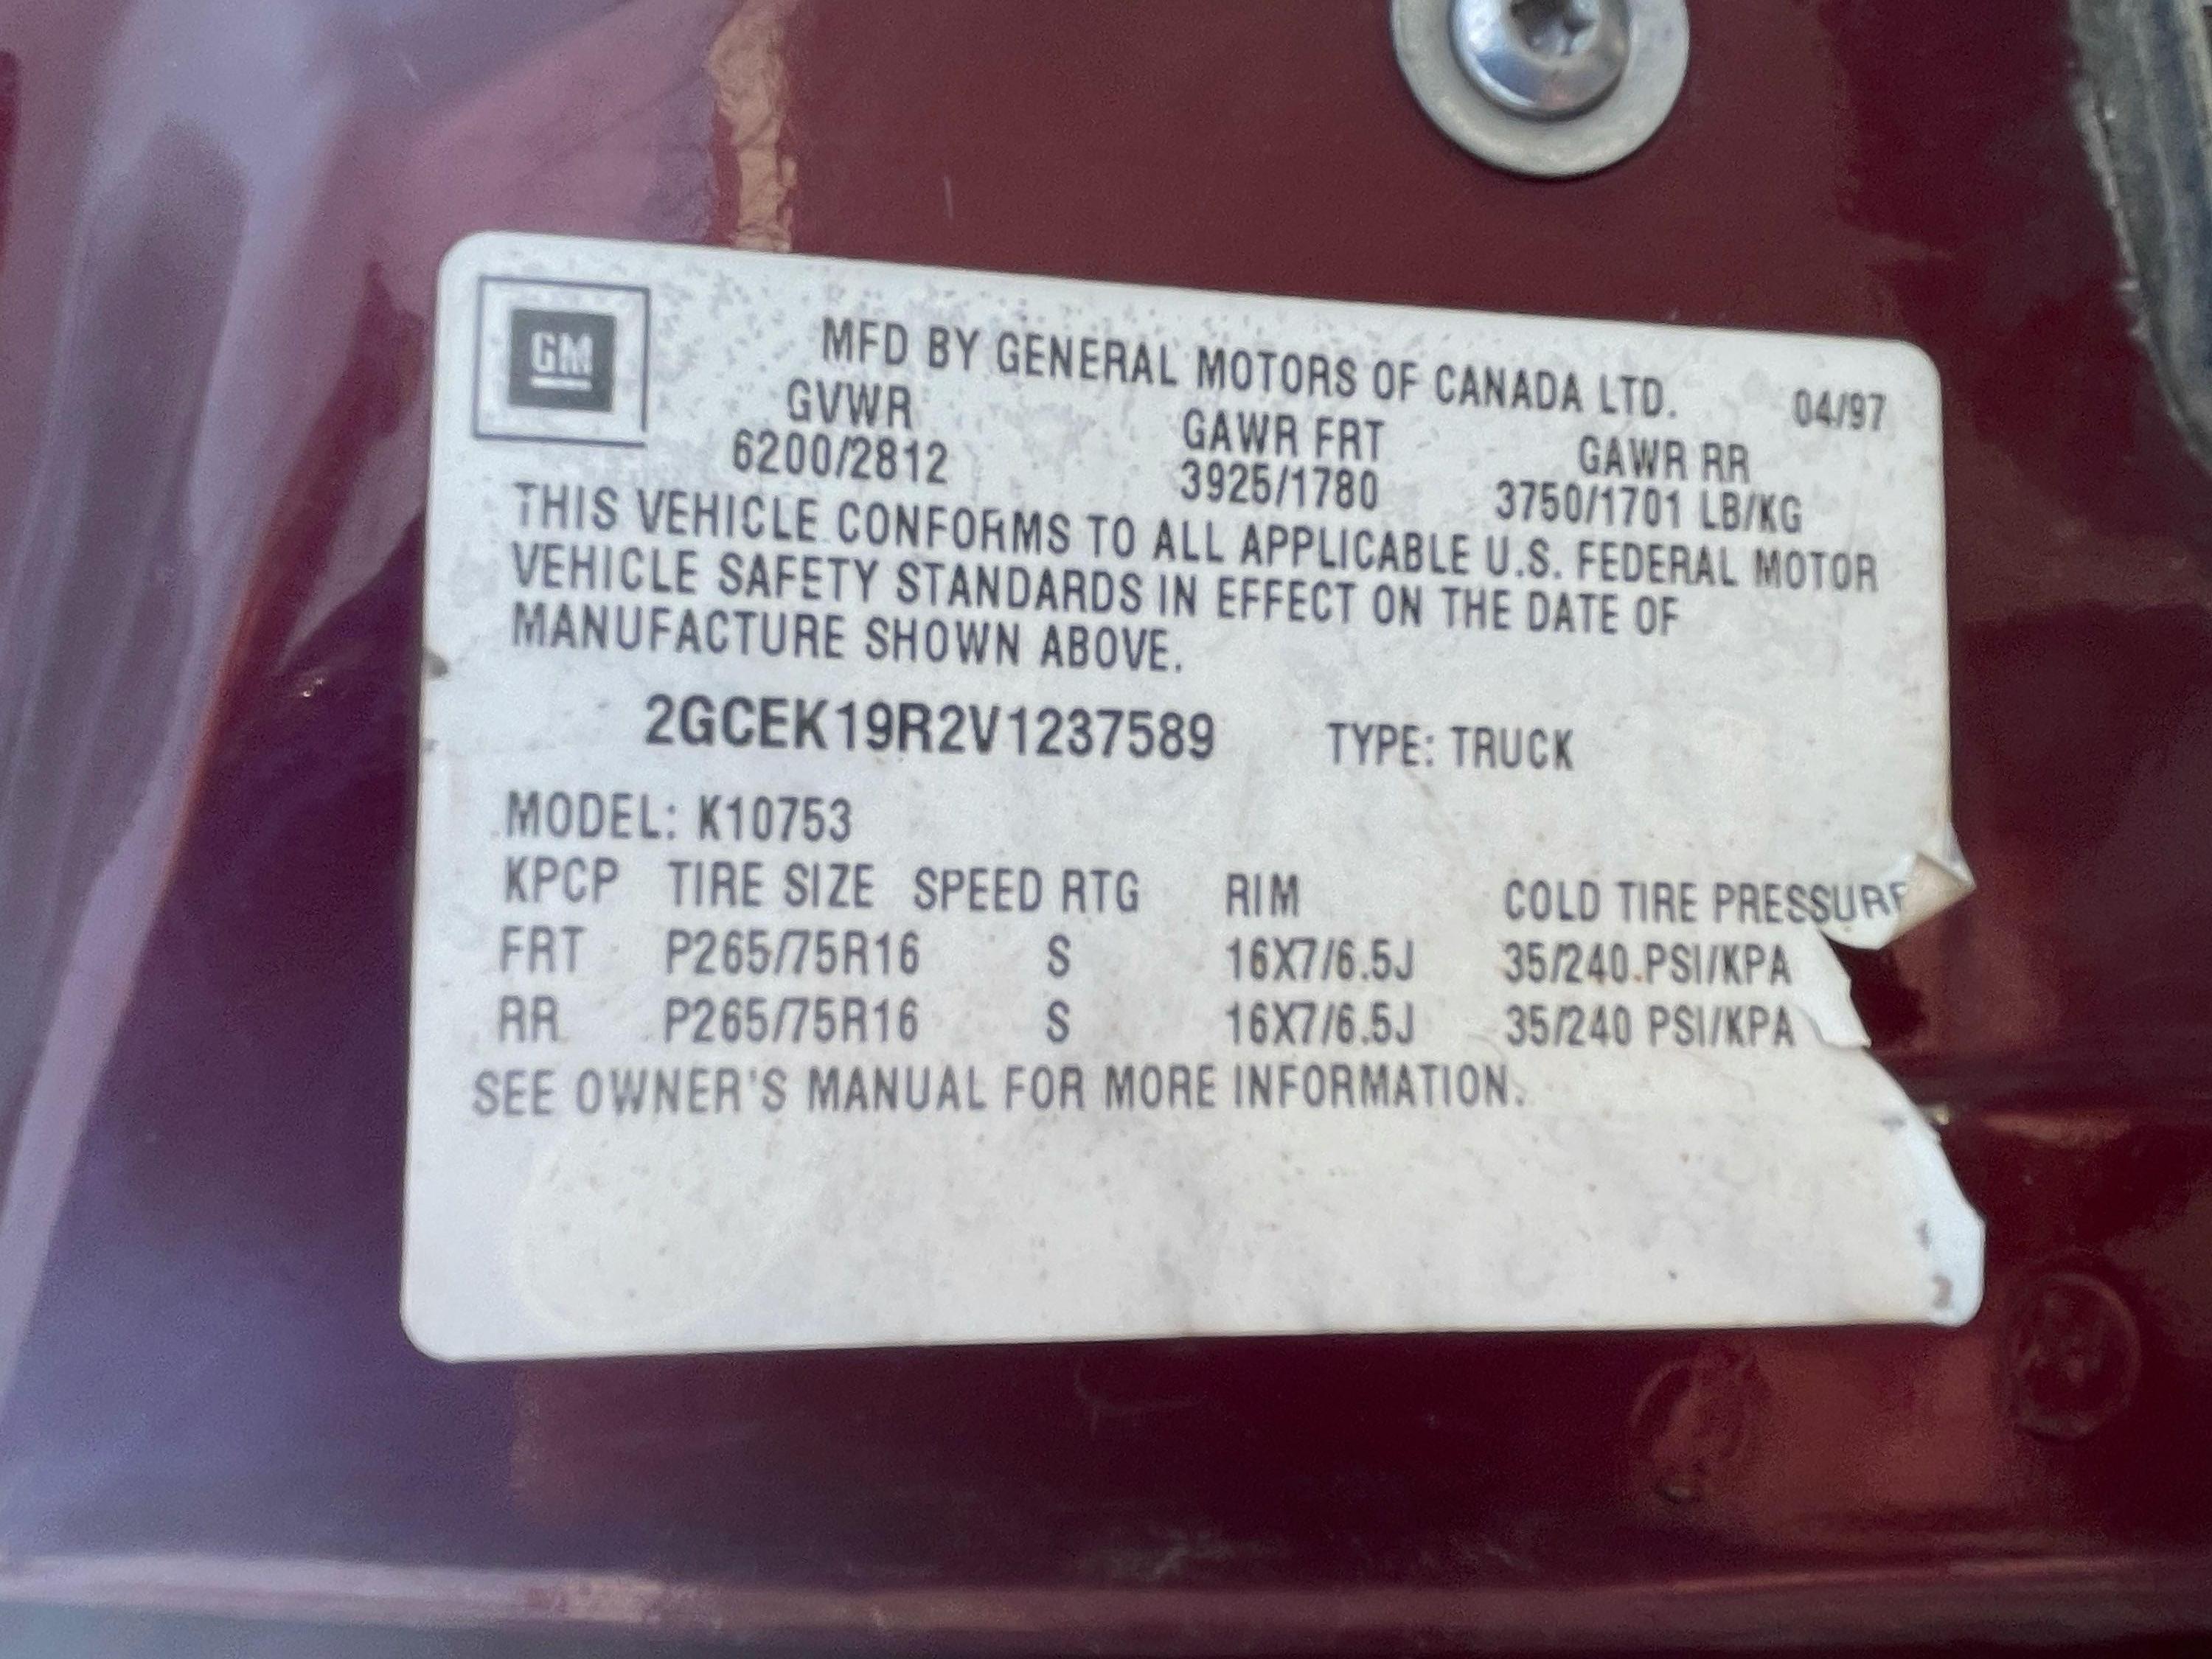 GM
MFD BY GENERAL MOTORS OF CANADA LTD. 04/97
GVWR GAWR FRT GAWR RR
6200/2812 3925/1780 3750/1701 LB/KG
THIS VEHICLE CONFORMS TO ALL APPLICABLE U.S. FEDERAL MOTOR
VEHICLE SAFETY STANDARDS IN EFFECT ON THE DATE OF
MANUFACTURE SHOWN ABOVE.
2GCEK19R2V1237589 TYPE: TRUCK
MODEL: K10753
KPCP TIRE SIZE SPEED RTG RIM COLD TIRE PRESSURE
FRT P265/75R16 S 16X7/6.5J 35/240 PSI/KPA
RR P265/75R16 S 16X7/6.5J 35/240 PSI/KPA
SEE OWNER'S MANUAL FOR MORE INFORMATION.